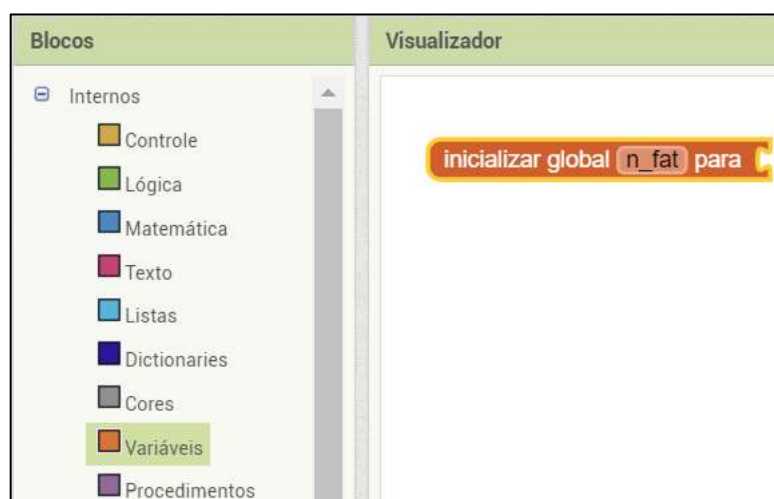 Blocos
Internos
Controle
Lógica
Matemática
Texto
Listas
Dictionaries
Cores
Variáveis
Procedimentos
Visualizador
inicializar global n_fat para